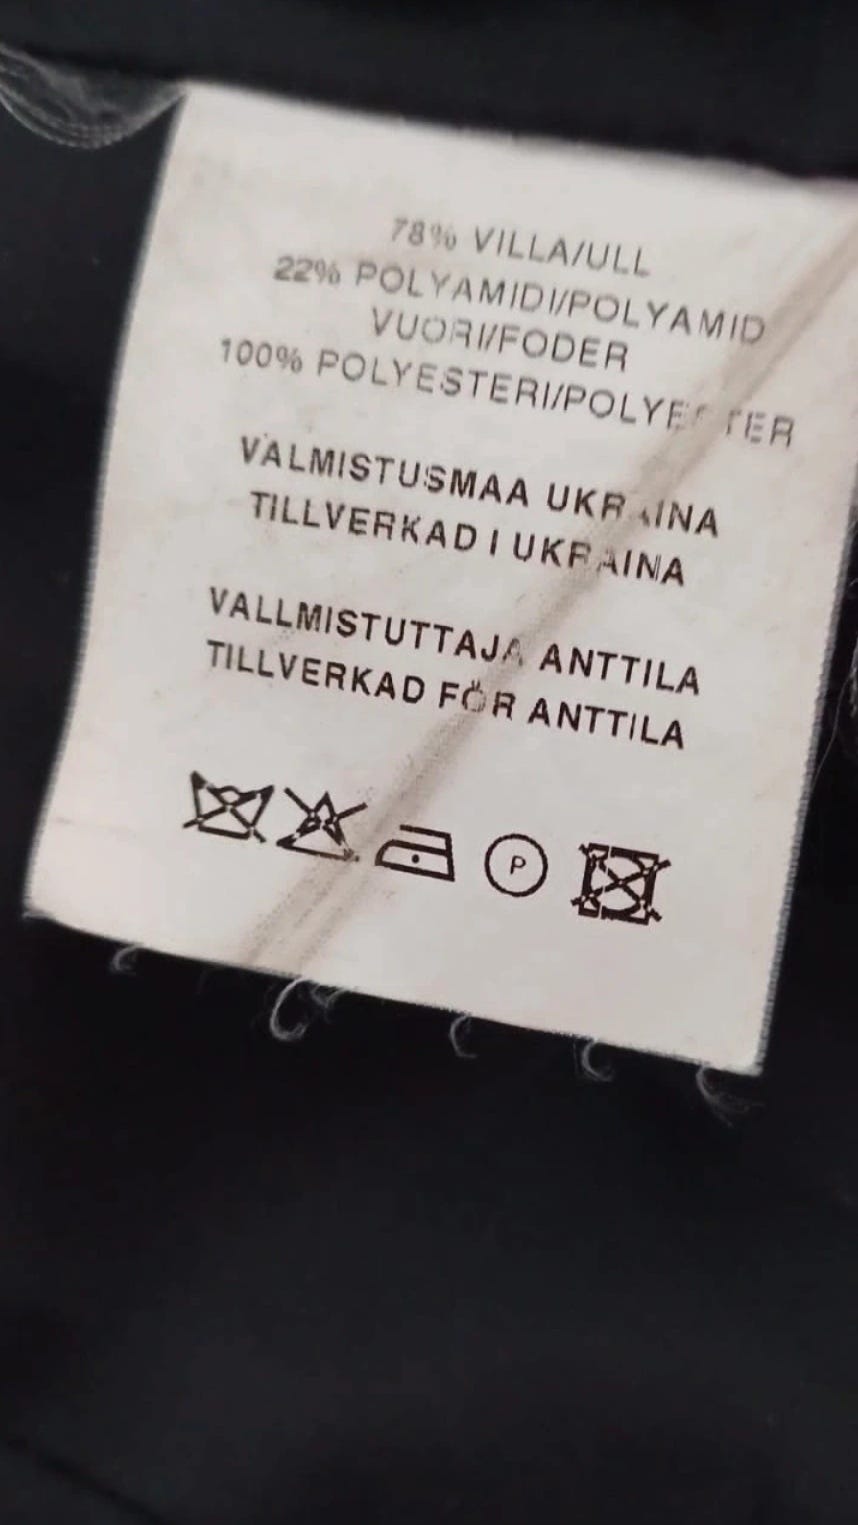 78% VILLA/ULL
22% POLYAMIDI/POLYAMID
VUORI/FODER
100% POLYESTERI/POLYESTER
VALMISTUSMAA UKRAINA
TILLVERKAD I UKRAINA
VALLMISTUTTAJA ANTTILA
TILLVERKAD FÖR ANTTILA
P